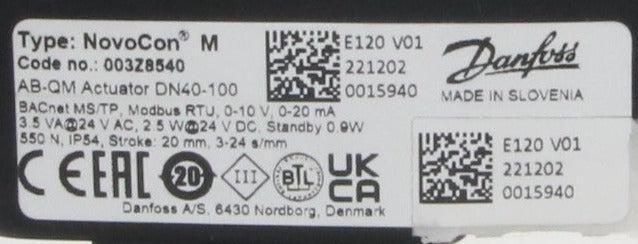 Type: NovoCon® M
Code no.: 003Z8540
AB-QM Actuator DN40-100
BACnet MS/TP, Modbus RTU, 0-10 V, 0-20 mA
3.5 VA@24 V AC, 2.5 W@24 V DC. Standby 0.9W
550 N, IP54, Stroke: 20 mm, 3-24 s/mm
CE EAC 20 III BTL UK CA
Danfoss A/S, 6430 Nordborg, Denmark
E120 V01
221202
0015940
Danfoss
MADE IN SLOVENIA
E120 V01
221202
0015940